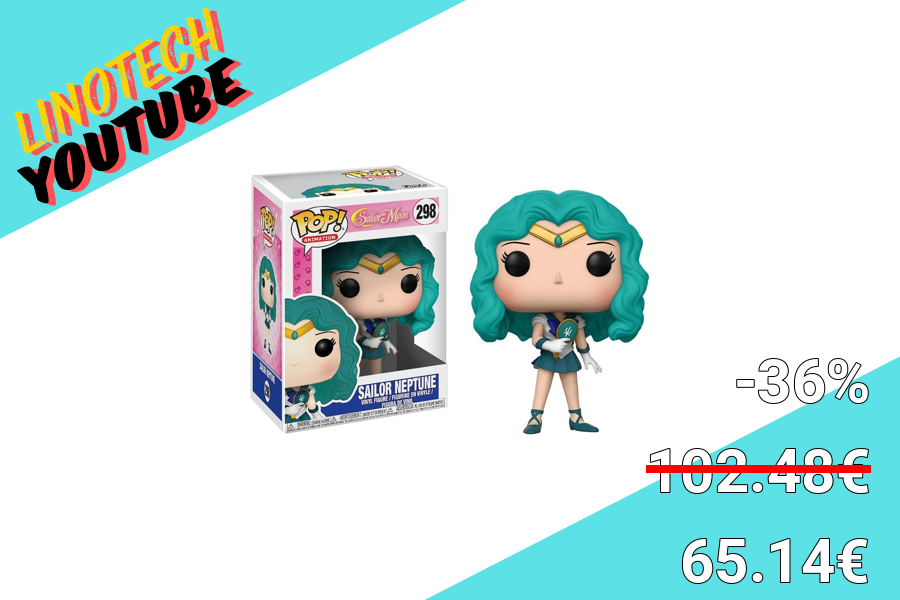 LINOTECH
YOUTUBE
POP!
ANIMATION
Sailor Moon
298
SAILOR NEPTUNE
VINYL FIGURE / FIGURINE EN VINYLE /
FIGURA DE VINIL
-36%
102.48€
65.14€